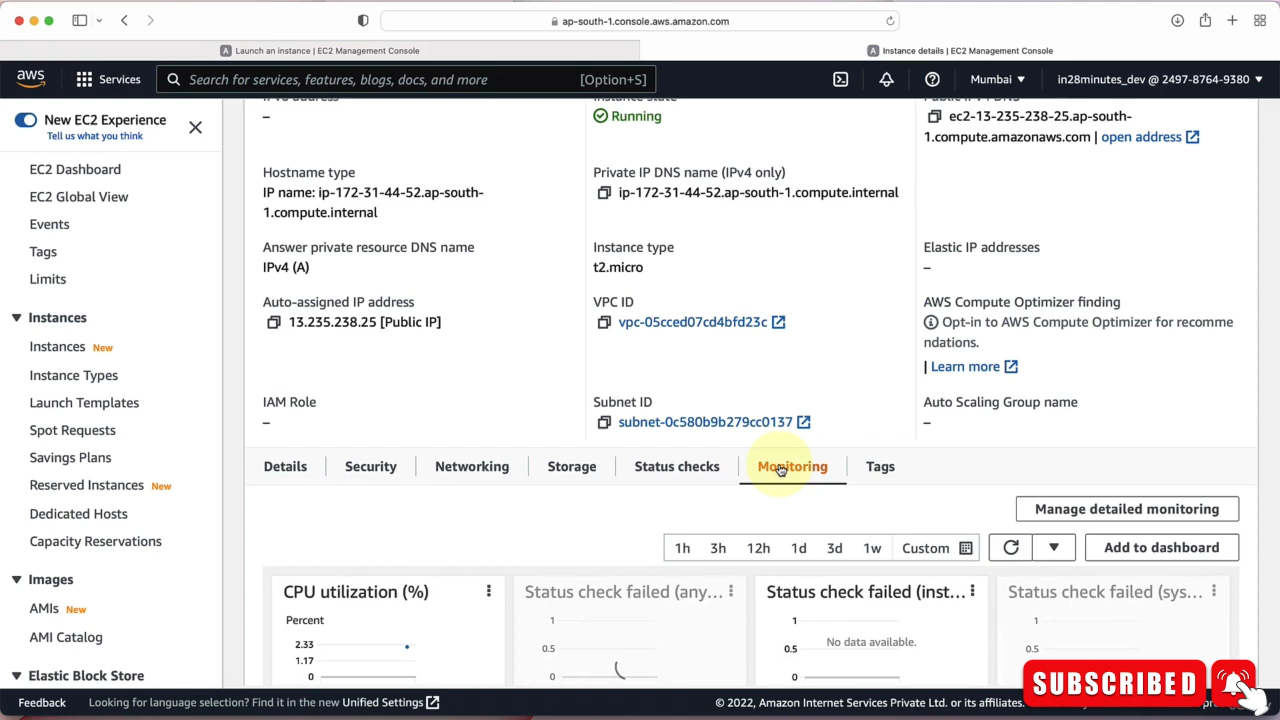 ap-south-1.console.aws.amazon.com
Launch an instance | EC2 Management Console
Instance details | EC2 Management Console
aws
Services
Search for services, features, blogs, docs, and more
[Option+S]
Mumbai
in28minutes_dev @ 2497-8764-9380
New EC2 Experience
Tell us what you think
EC2 Dashboard
EC2 Global View
Events
Tags
Limits
Instances
Instances New
Instance Types
Launch Templates
Spot Requests
Savings Plans
Reserved Instances New
Dedicated Hosts
Capacity Reservations
Images
AMIs New
AMI Catalog
Elastic Block Store
IPv6 address
–
Instance state
Running
Public IPv4 DNS
ec2-13-235-238-25.ap-south-
1.compute.amazonaws.com | open address
Hostname type
IP name: ip-172-31-44-52.ap-south-
1.compute.internal
Private IP DNS name (IPv4 only)
ip-172-31-44-52.ap-south-1.compute.internal
Answer private resource DNS name
IPv4 (A)
Instance type
t2.micro
Elastic IP addresses
–
Auto-assigned IP address
13.235.238.25 [Public IP]
VPC ID
vpc-05cced07cd4bfd23c
AWS Compute Optimizer finding
Opt-in to AWS Compute Optimizer for recomme
ndations.
| Learn more
IAM Role
–
Subnet ID
subnet-0c580b9b279cc0137
Auto Scaling Group name
–
Details
Security
Networking
Storage
Status checks
Monitoring
Tags
Manage detailed monitoring
1h
3h
12h
1d
3d
1w
Custom
Add to dashboard
CPU utilization (%)
Percent
2.33
1.17
0
Status check failed (any...
1
0.5
0
Status check failed (inst...
1
0.5
0
No data available.
Status check failed (sys...
1
0.5
SUBSCRIBED
Feedback
Looking for language selection? Find it in the new Unified Settings
© 2022, Amazon Internet Services Private Ltd. or its affiliates.